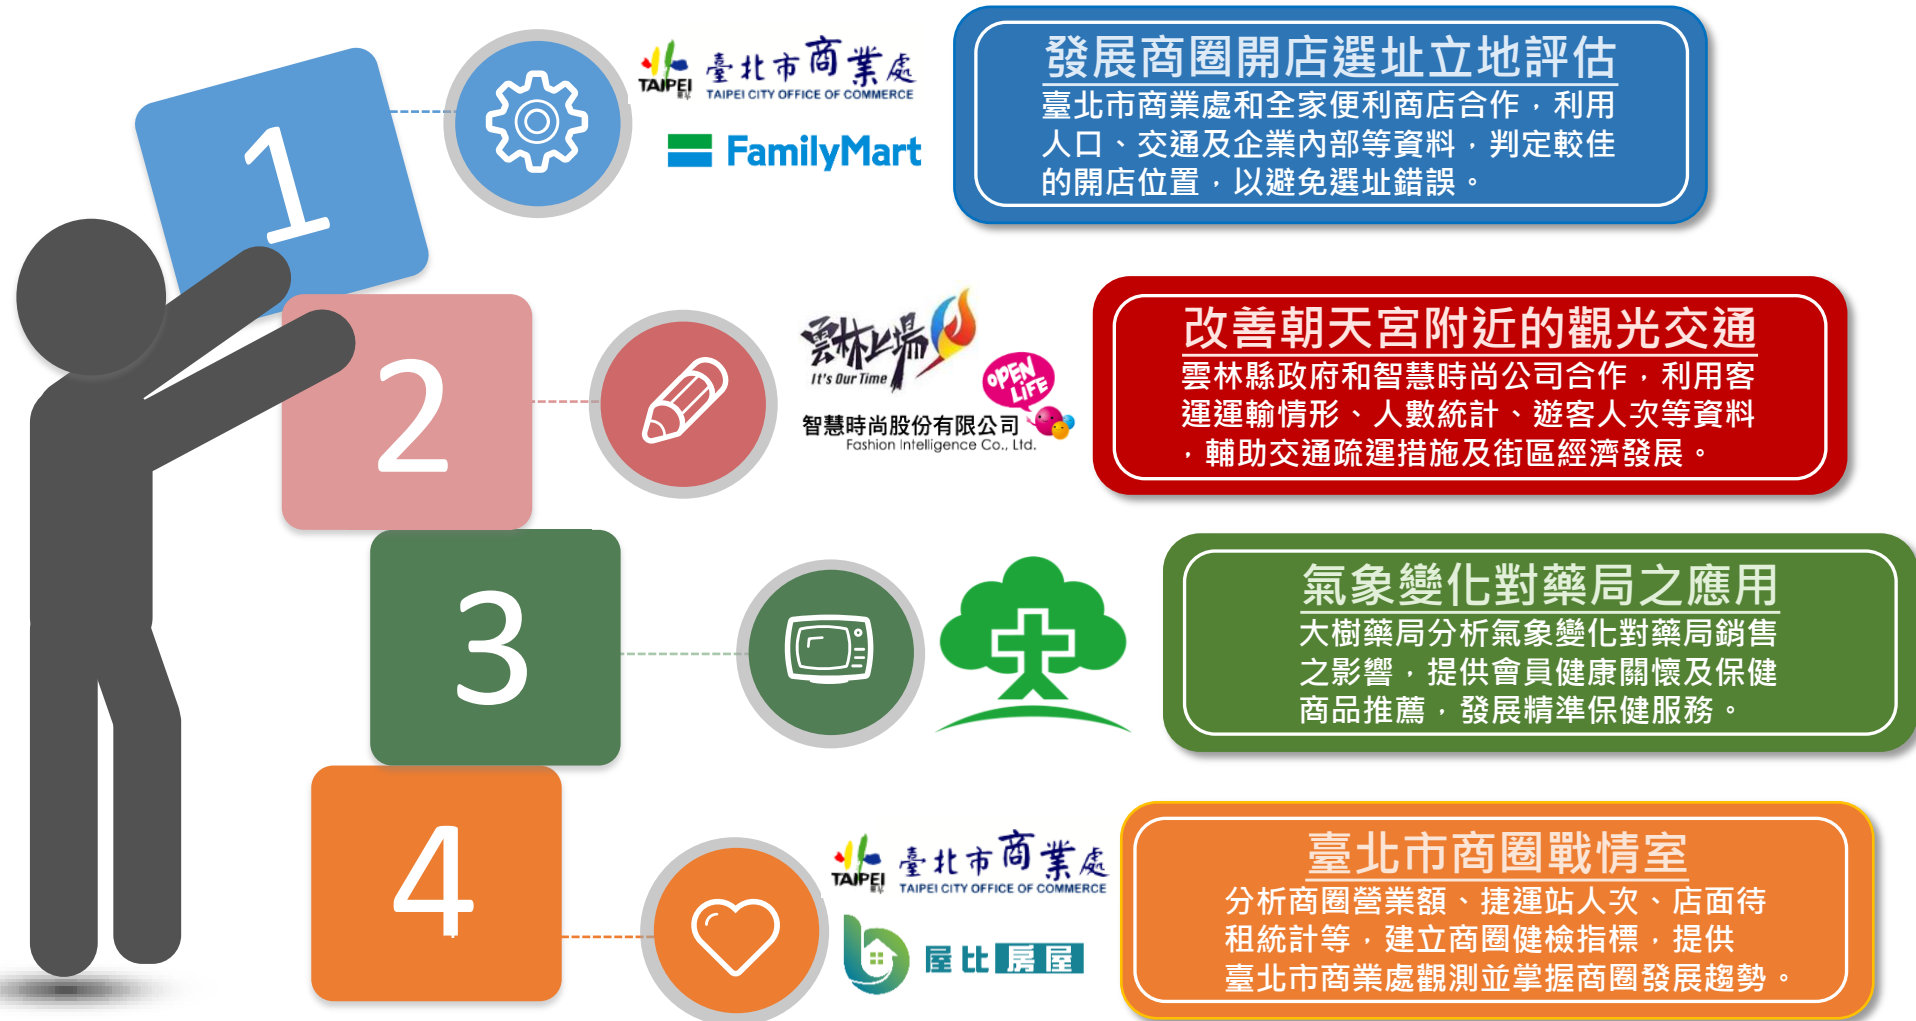 1
TAIPEI
臺北市商業處
TAIPEI CITY OFFICE OF COMMERCE
FamilyMart
發展商圈開店選址立地評估
臺北市商業處和全家便利商店合作，利用
人口、交通及企業內部等資料，判定較佳
的開店位置，以避免選址錯誤。
2
雲林上場
It's Our Time
OPEN
LiFE
智慧時尚股份有限公司
Fashion Intelligence Co., Ltd.
改善朝天宮附近的觀光交通
雲林縣政府和智慧時尚公司合作，利用客
運運輸情形、人數統計、遊客人次等資料
，輔助交通疏運措施及街區經濟發展。
3
氣象變化對藥局之應用
大樹藥局分析氣象變化對藥局銷售
之影響，提供會員健康關懷及保健
商品推薦，發展精準保健服務。
4
TAIPEI
臺北市商業處
TAIPEI CITY OFFICE OF COMMERCE
屋比房屋
臺北市商圈戰情室
分析商圈營業額、捷運站人次、店面待
租統計等，建立商圈健檢指標，提供
臺北市商業處觀測並掌握商圈發展趨勢。